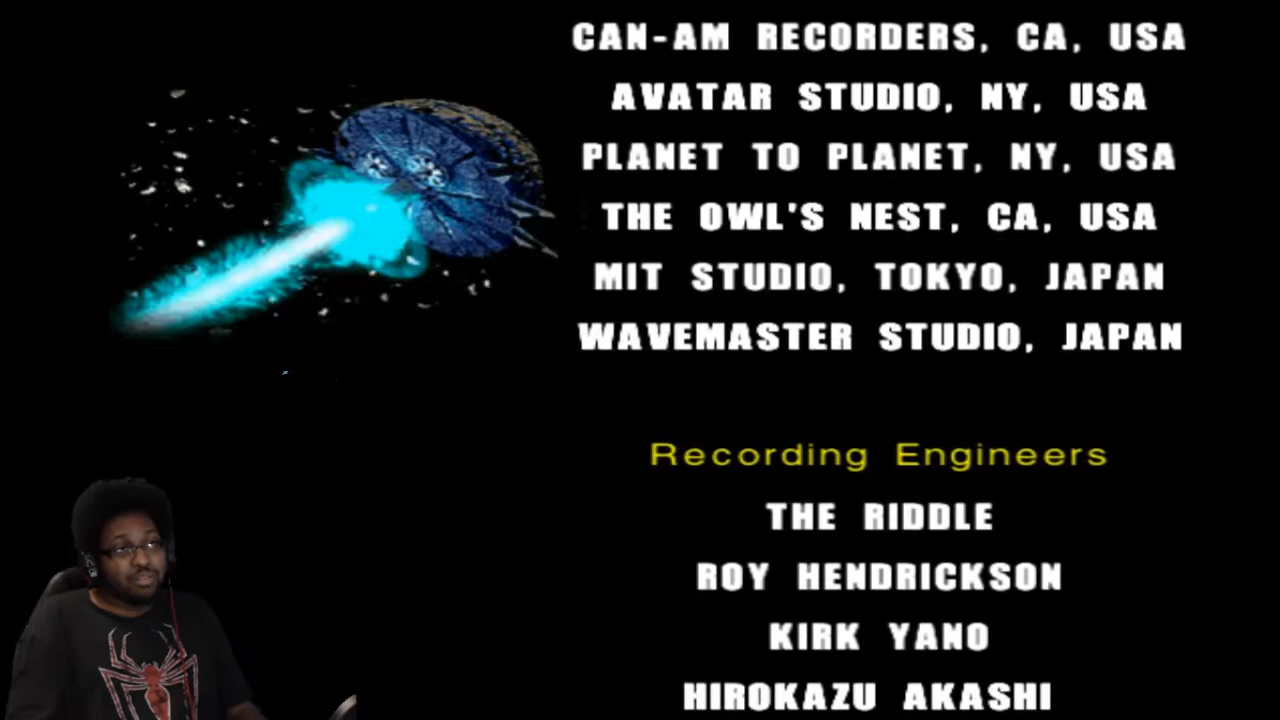 CAN-AM RECORDERS, CA, USA
AVATAR STUDIO, NY, USA
PLANET TO PLANET, NY, USA
THE OWL'S NEST, CA, USA
MIT STUDIO, TOKYO, JAPAN
WAVEMASTER STUDIO, JAPAN
Recording Engineers
THE RIDDLE
ROY HENDRICKSON
KIRK YANO
HIROKAZU AKASHI